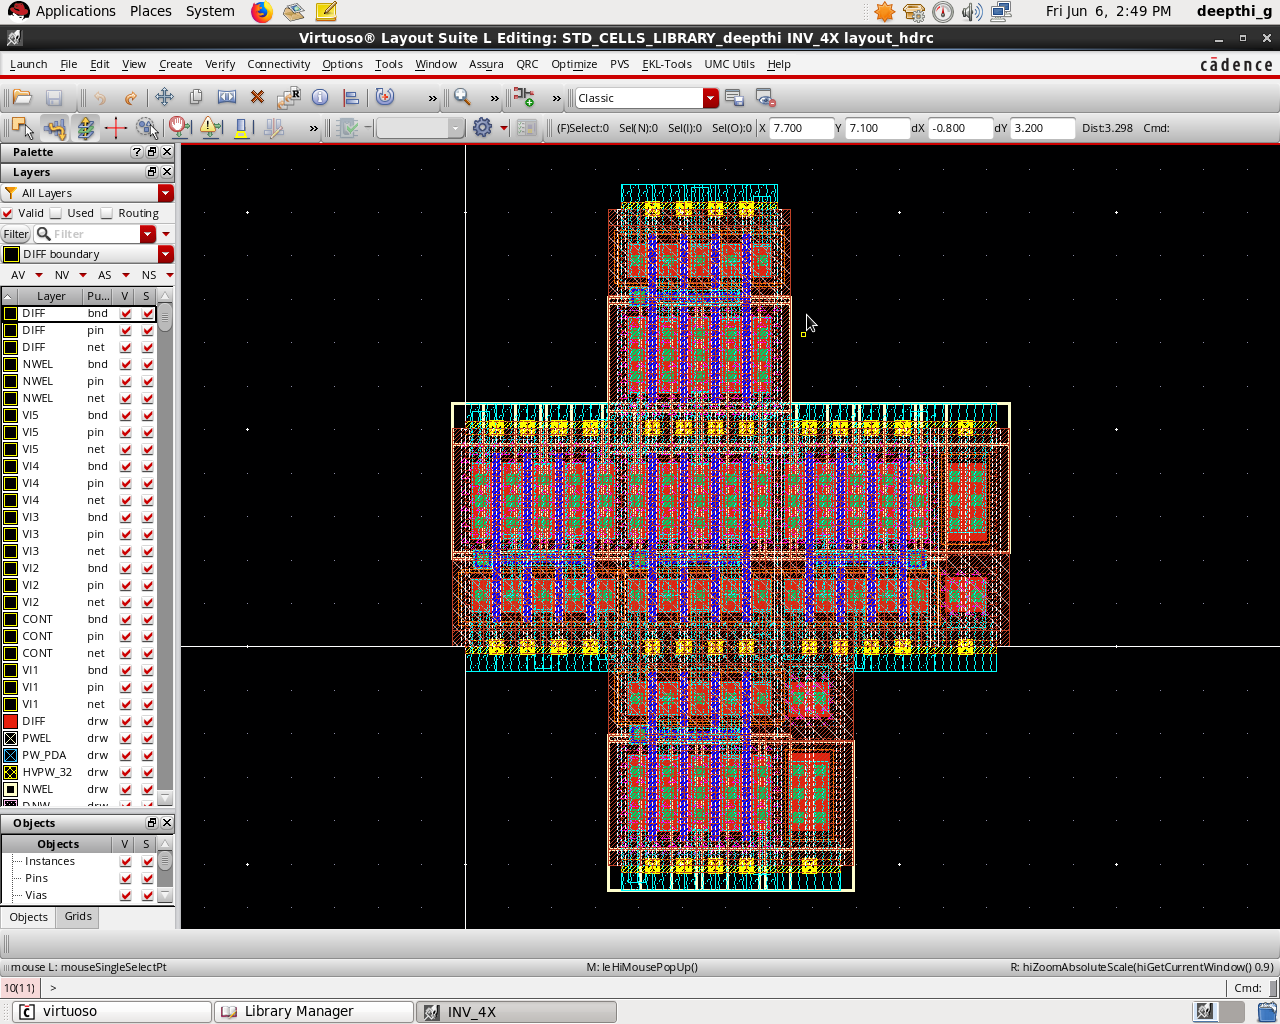 Applications Places System Fri Jun 6, 2:49 PM deepthi_g
Virtuoso® Layout Suite L Editing: STD_CELLS_LIBRARY_deepthi INV_4X layout_hdrc
Launch File Edit View Create Verify Connectivity Options Tools Window Assura QRC Optimize PVS EKL-Tools UMC Utils Help cādence
» » » Classic
» (F)Select:0 Sel(N):0 Sel(I):0 Sel(O):0 X 7.700 Y 7.100 dX -0.800 dY 3.200 Dist:3.298 Cmd:
Palette
Layers
All Layers
Valid Used Routing
Filter Filter
DIFF boundary
AV NV AS NS
Layer Pu... V S
DIFF bnd
DIFF pin
DIFF net
NWEL bnd
NWEL pin
NWEL net
VI5 bnd
VI5 pin
VI5 net
VI4 bnd
VI4 pin
VI4 net
VI3 bnd
VI3 pin
VI3 net
VI2 bnd
VI2 pin
VI2 net
CONT bnd
CONT pin
CONT net
VI1 bnd
VI1 pin
VI1 net
DIFF drw
PWEL drw
PW_PDA drw
HVPW_32 drw
NWEL drw
DNW drw
Objects
Objects V S
Instances
Pins
Vias
Objects Grids
mouse L: mouseSingleSelectPt M: leHiMousePopUp() R: hiZoomAbsoluteScale(hiGetCurrentWindow() 0.9)
10(11) > Cmd:
virtuoso Library Manager INV_4X